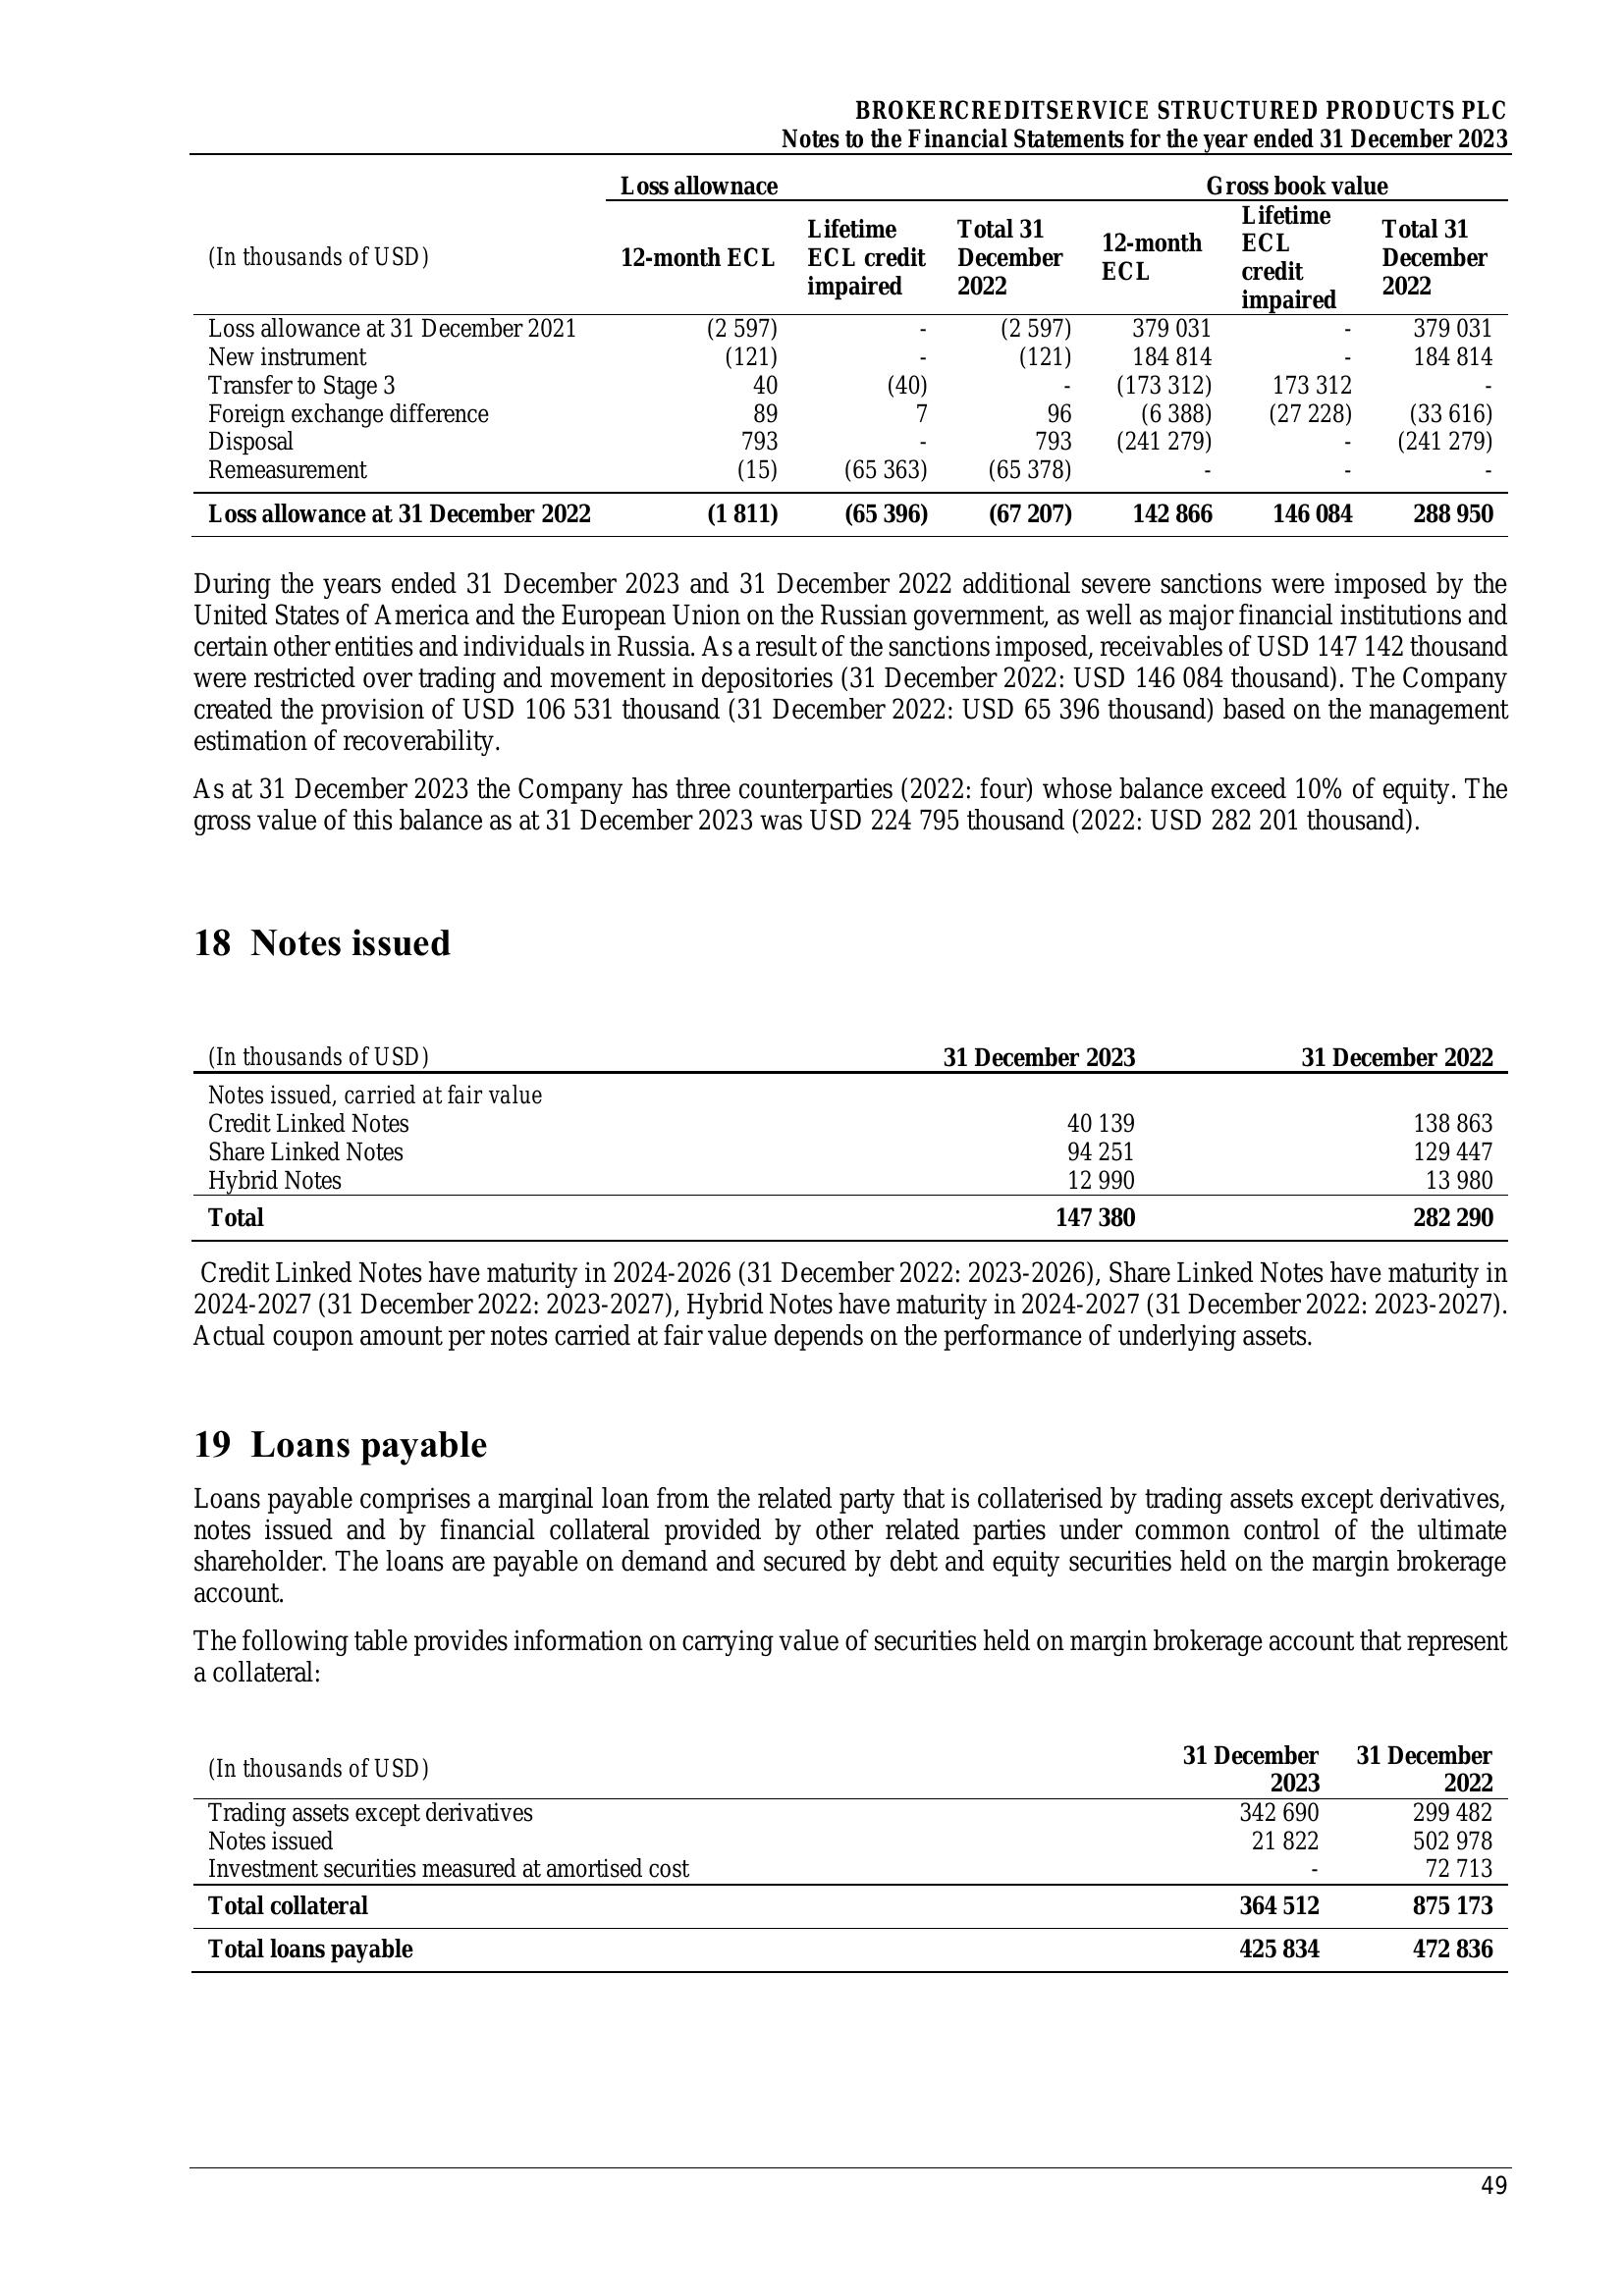 BROKERCREDITSERVICE STRUCTURED PRODUCTS PLC
Notes to the Financial Statements for the year ended 31 December 2023
Loss allownace Gross book value
(In thousands of USD) 12-month ECL Lifetime ECL credit impaired Total 31 December 2022 12-month ECL Lifetime ECL credit impaired Total 31 December 2022
Loss allowance at 31 December 2021 (2 597) - (2 597) 379 031 - 379 031
New instrument (121) - (121) 184 814 - 184 814
Transfer to Stage 3 40 (40) - (173 312) 173 312 -
Foreign exchange difference 89 7 96 (6 388) (27 228) (33 616)
Disposal 793 - 793 (241 279) - (241 279)
Remeasurement (15) (65 363) (65 378) - - -
Loss allowance at 31 December 2022 (1 811) (65 396) (67 207) 142 866 146 084 288 950
During the years ended 31 December 2023 and 31 December 2022 additional severe sanctions were imposed by the
United States of America and the European Union on the Russian government, as well as major financial institutions and
certain other entities and individuals in Russia. As a result of the sanctions imposed, receivables of USD 147 142 thousand
were restricted over trading and movement in depositories (31 December 2022: USD 146 084 thousand). The Company
created the provision of USD 106 531 thousand (31 December 2022: USD 65 396 thousand) based on the management
estimation of recoverability.
As at 31 December 2023 the Company has three counterparties (2022: four) whose balance exceed 10% of equity. The
gross value of this balance as at 31 December 2023 was USD 224 795 thousand (2022: USD 282 201 thousand).
18 Notes issued
(In thousands of USD) 31 December 2023 31 December 2022
Notes issued, carried at fair value
Credit Linked Notes 40 139 138 863
Share Linked Notes 94 251 129 447
Hybrid Notes 12 990 13 980
Total 147 380 282 290
Credit Linked Notes have maturity in 2024-2026 (31 December 2022: 2023-2026), Share Linked Notes have maturity in
2024-2027 (31 December 2022: 2023-2027), Hybrid Notes have maturity in 2024-2027 (31 December 2022: 2023-2027).
Actual coupon amount per notes carried at fair value depends on the performance of underlying assets.
19 Loans payable
Loans payable comprises a marginal loan from the related party that is collaterised by trading assets except derivatives,
notes issued and by financial collateral provided by other related parties under common control of the ultimate
shareholder. The loans are payable on demand and secured by debt and equity securities held on the margin brokerage
account.
The following table provides information on carrying value of securities held on margin brokerage account that represent
a collateral:
(In thousands of USD) 31 December 2023 31 December 2022
Trading assets except derivatives 342 690 299 482
Notes issued 21 822 502 978
Investment securities measured at amortised cost - 72 713
Total collateral 364 512 875 173
Total loans payable 425 834 472 836
49